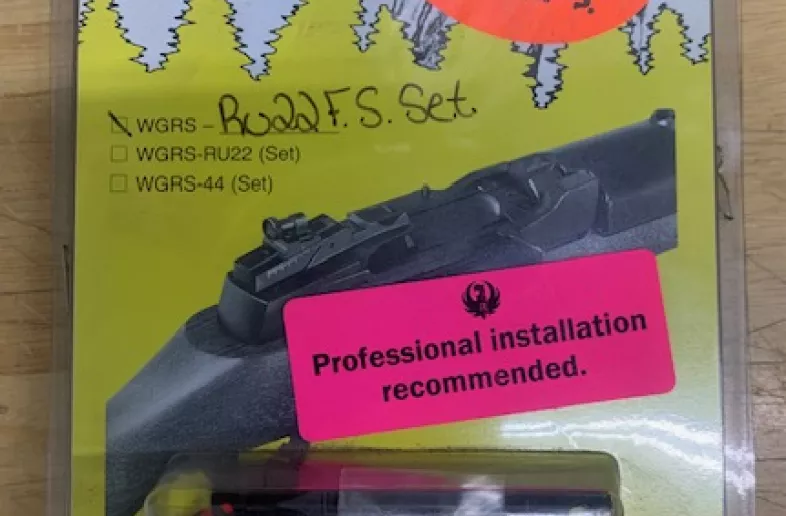 WGRS - Ru22 F. S. Set.
WGRS-RU22 (Set)
WGRS-44 (Set)
Professional installation
recommended.